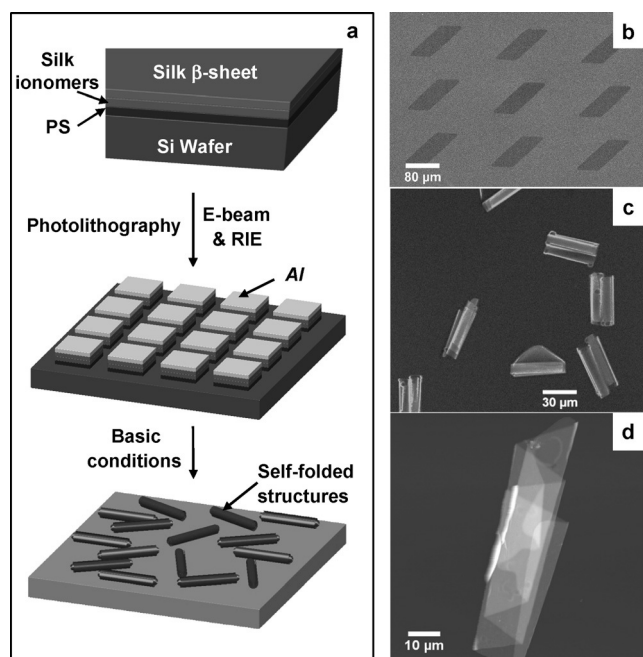 a
Silk
ionomers
Silk β-sheet
PS
Si Wafer
Photolithography
E-beam
& RIE
Al
Basic
conditions
Self-folded
structures
b
80 μm
c
30 μm
d
10 μm